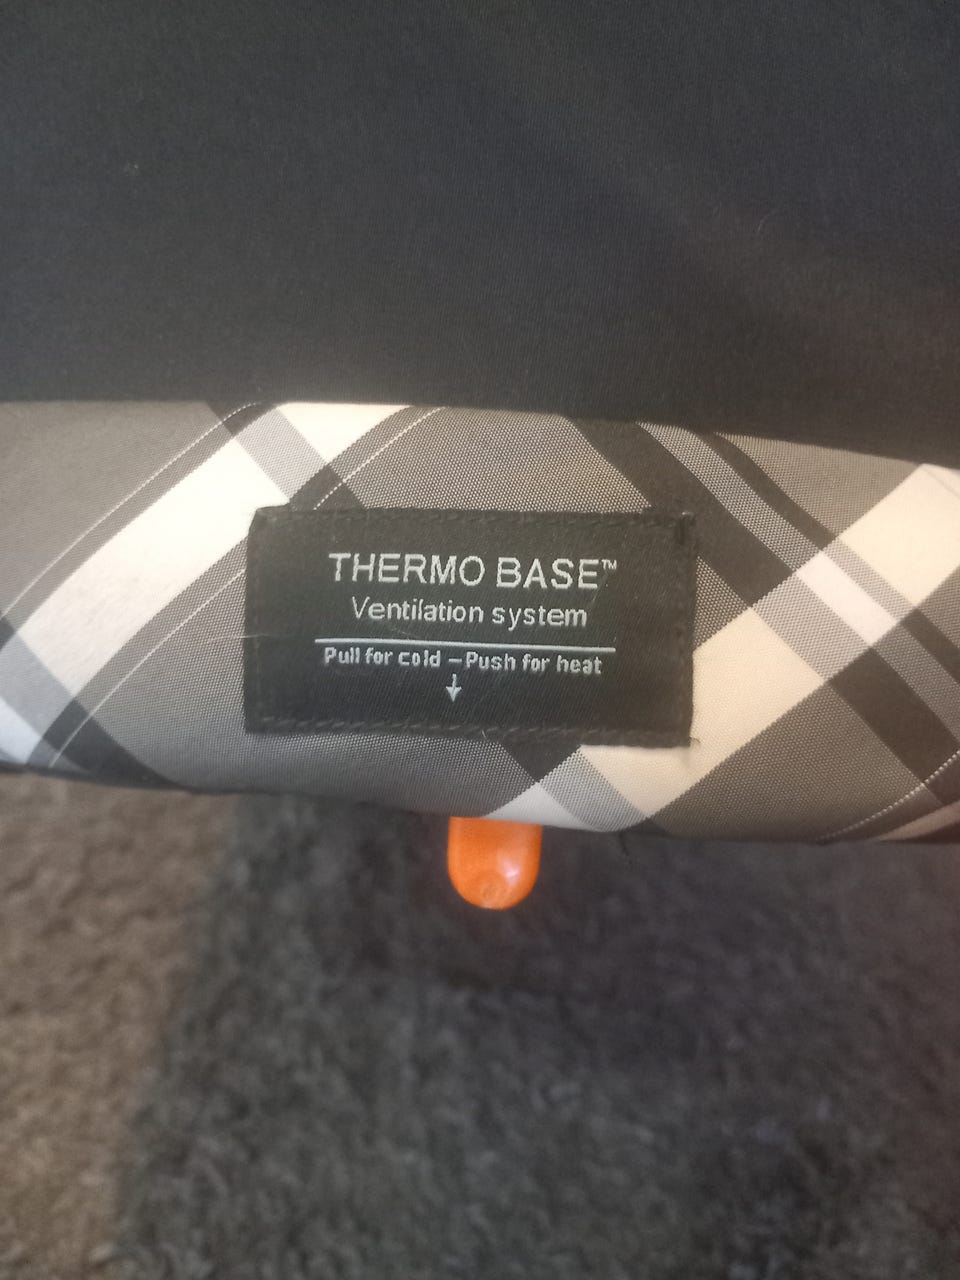 THERMO BASE™
Ventilation system
Pull for cold – Push for heat